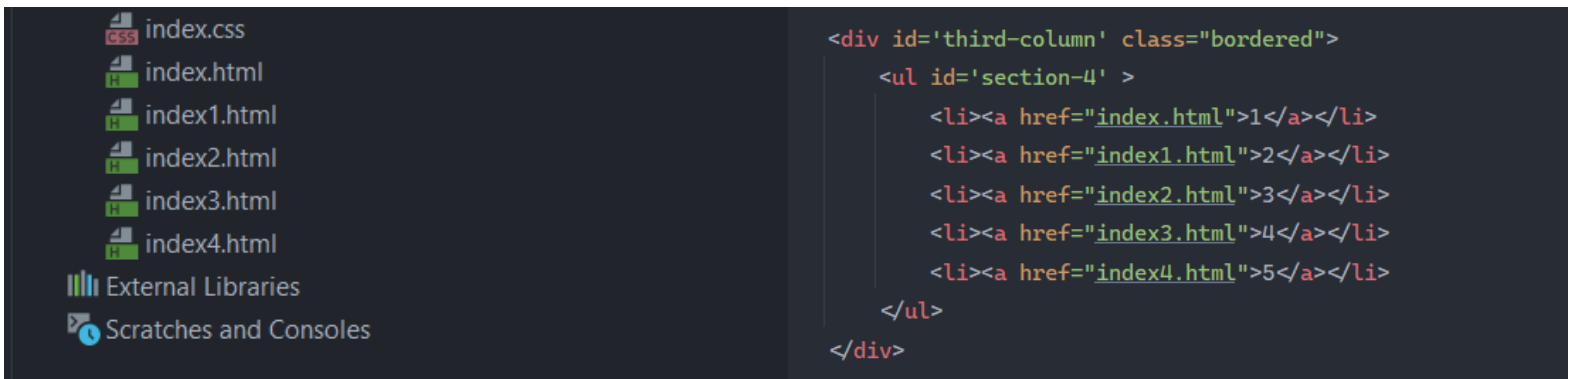 index.css
index.html
index1.html
index2.html
index3.html
index4.html
External Libraries
Scratches and Consoles
<div id='third-column' class="bordered">
<ul id='section-4' >
<li><a href="index.html">1</a></li>
<li><a href="index1.html">2</a></li>
<li><a href="index2.html">3</a></li>
<li><a href="index3.html">4</a></li>
<li><a href="index4.html">5</a></li>
</ul>
</div>